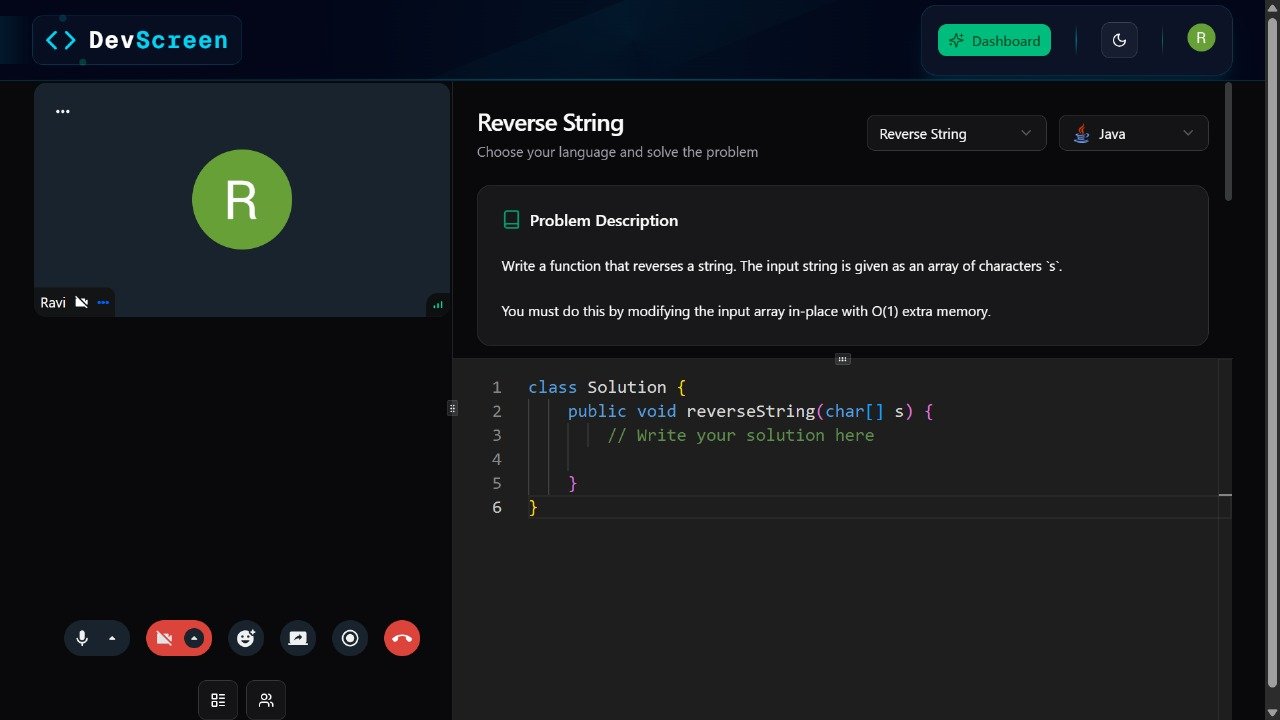 DevScreen
Dashboard
R
R
Ravi
Reverse String
Choose your language and solve the problem
Reverse String
Java
Problem Description
Write a function that reverses a string. The input string is given as an array of characters `s`.
You must do this by modifying the input array in-place with O(1) extra memory.
1 class Solution {
2 public void reverseString(char[] s) {
3 // Write your solution here
4
5 }
6 }